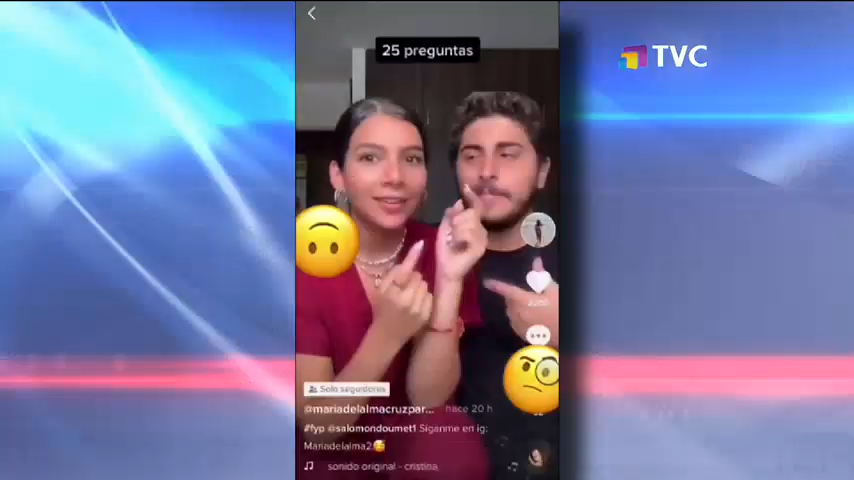 25 preguntas
TVC
Solo seguidores
@mariadelalmacruzpar... hace 20 h
#fyp @salomondoumet1 Síganme en ig:
Mariadelalma2
sonido original - cristina